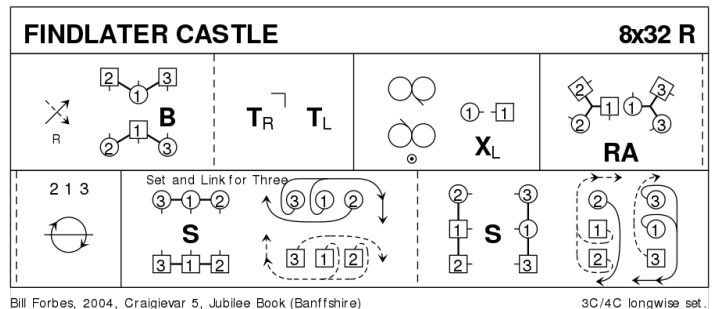 FINDLATER CASTLE 8x32 R
2 3 1 B 1 2 3
R
TR TL
1 1 XL
2 1 2 1 3 3 RA
2 1 3
Set and Link for Three
3 1 2 S 3 1 2
3 1 2
3 1 2
2 3 1 S 1 2 3
2 3
1 1
2 3
Bill Forbes, 2004, Craigievar 5, Jubilee Book (Banffshire) 3C/4C longwise set.